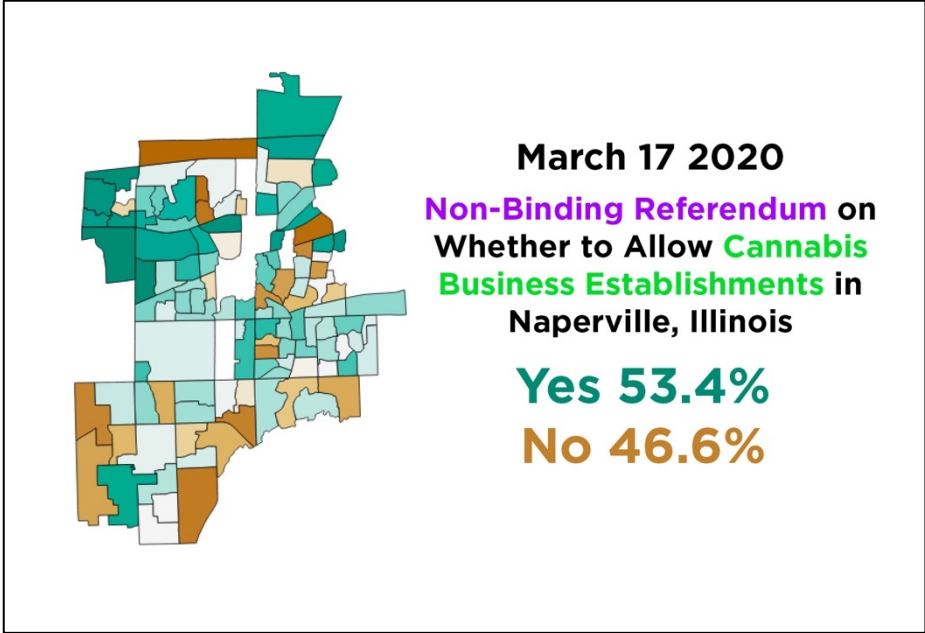 March 17 2020
Non-Binding Referendum on
Whether to Allow Cannabis
Business Establishments in
Naperville, Illinois
Yes 53.4%
No 46.6%